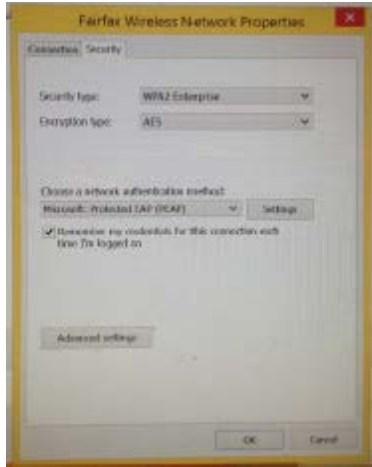 Fairfax Wireless Network Properties
Connection Security
Security type: WPA2-Enterprise
Encryption type: AES
Choose a network authentication method:
Microsoft: Protected EAP (PEAP) Settings
Remember my credentials for this connection each
time I'm logged on
Advanced settings
OK Cancel